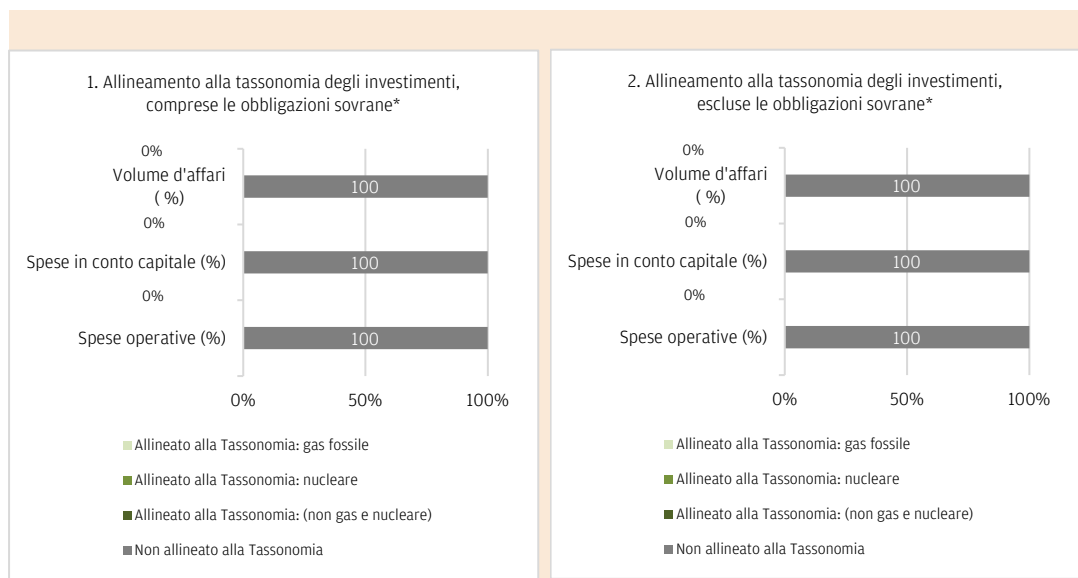 1. Allineamento alla tassonomia degli investimenti,
comprese le obbligazioni sovrane*
0%
Volume d'affari
( %)
100
0%
Spese in conto capitale (%)
100
0%
Spese operative (%)
100
0%
50%
100%
Allineato alla Tassonomia: gas fossile
Allineato alla Tassonomia: nucleare
Allineato alla Tassonomia: (non gas e nucleare)
Non allineato alla Tassonomia
2. Allineamento alla tassonomia degli investimenti,
escluse le obbligazioni sovrane*
0%
Volume d'affari
( %)
100
0%
Spese in conto capitale (%)
100
0%
Spese operative (%)
100
0%
50%
100%
Allineato alla Tassonomia: gas fossile
Allineato alla Tassonomia: nucleare
Allineato alla Tassonomia: (non gas e nucleare)
Non allineato alla Tassonomia